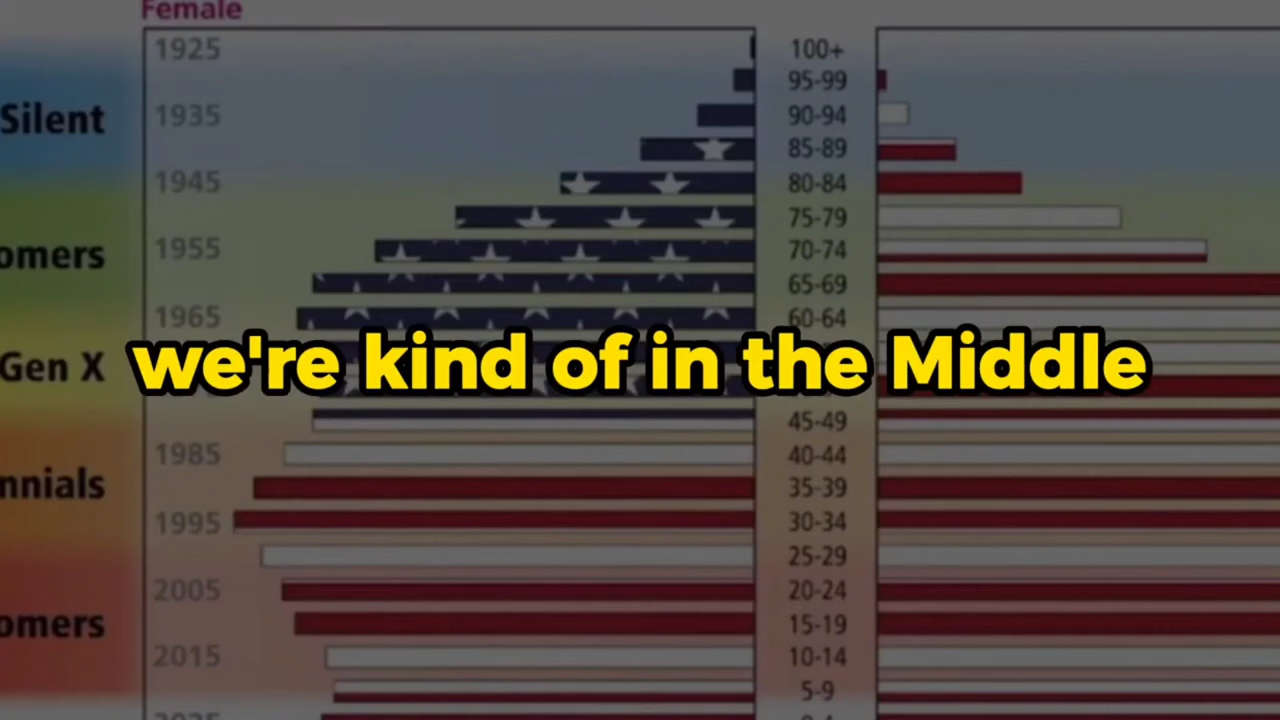 Female
1925 100+
95-99
Silent 1935 90-94
85-89
1945 80-84
75-79
omers 1955 70-74
65-69
1965 60-64
Gen X
we're kind of in the Middle
45-49
1985 40-44
nnials 35-39
1995 30-34
25-29
2005 20-24
omers 15-19
2015 10-14
5-9